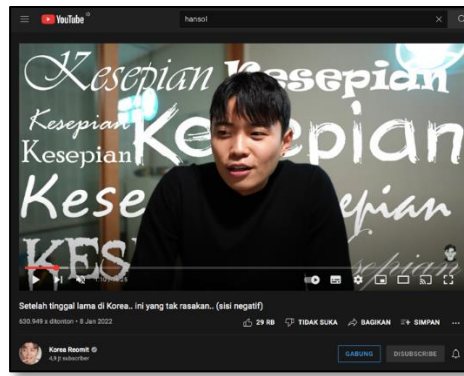 YouTube
hansol
Kesepian Kesepian
Kesepian
Kesepian
Kesepian
Kese
epian
KES
sepian
Setelah tinggal lama di Korea.. ini yang tak rasakan.. (sisi negatif)
630.949 x ditonton • 8 Jan 2022
29 RB TIDAK SUKA BAGIKAN SIMPAN
Korea Reomit
4,9 jt subscriber
GABUNG DISUBSCRIBE